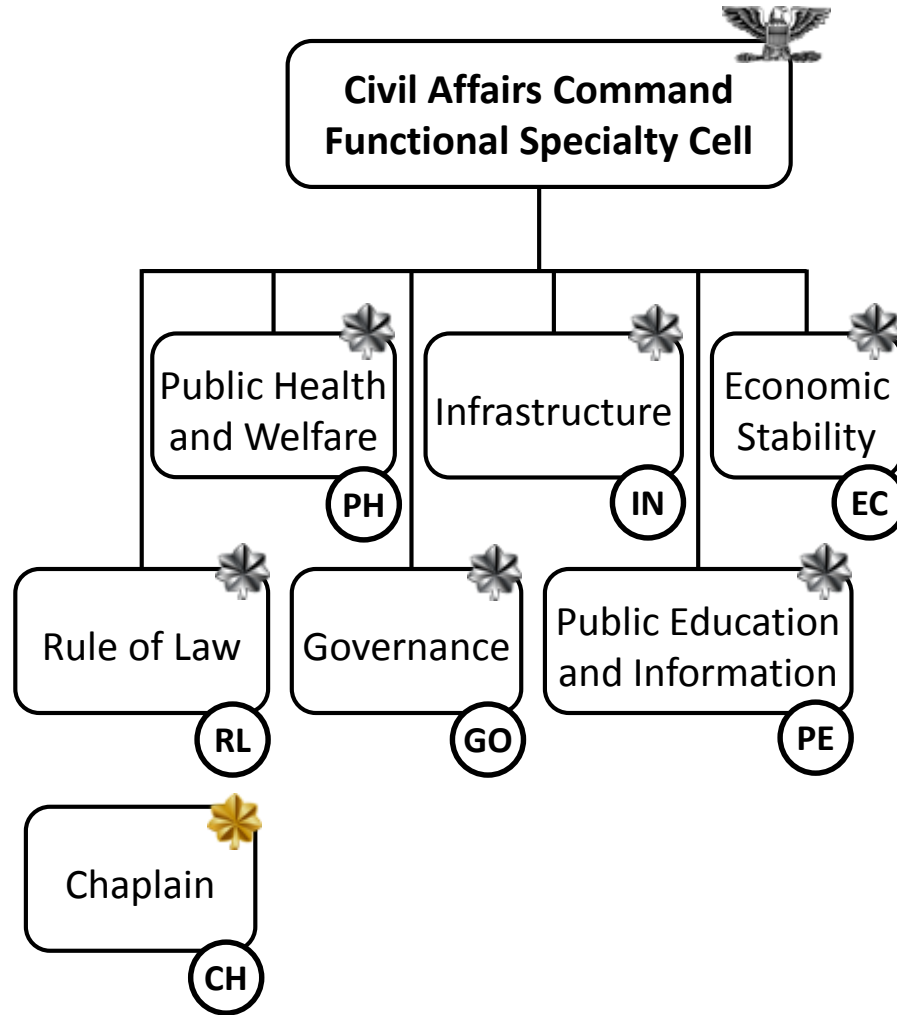 Civil Affairs Command
Functional Specialty Cell
Public Health
and Welfare
PH
Infrastructure
IN
Economic
Stability
EC
Rule of Law
RL
Governance
GO
Public Education
and Information
PE
Chaplain
CH